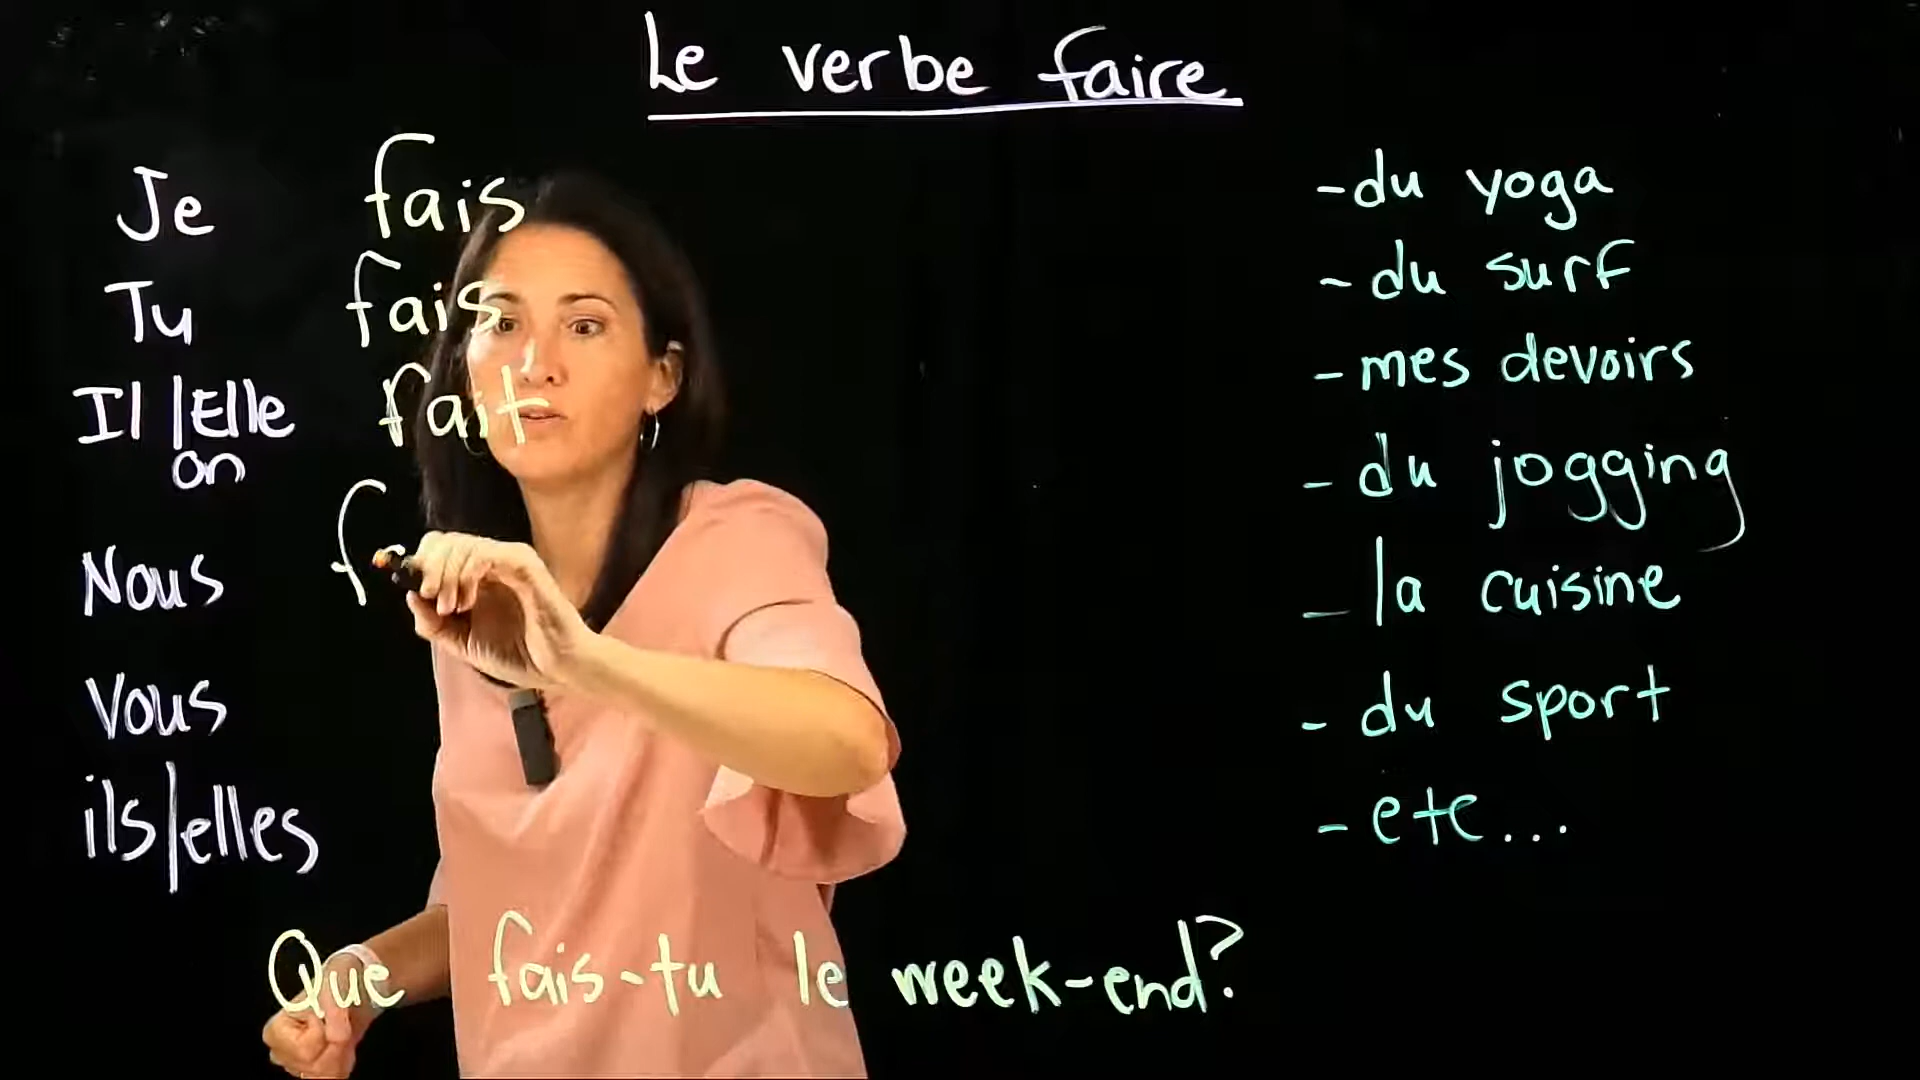 Le verbe faire
Je fais
Tu fais
Il/Elle fait
on
Nous f
Vous
ils/elles
- du yoga
- du surf
- mes devoirs
- du jogging
- la cuisine
- du sport
- etc...
Que fais-tu le week-end?